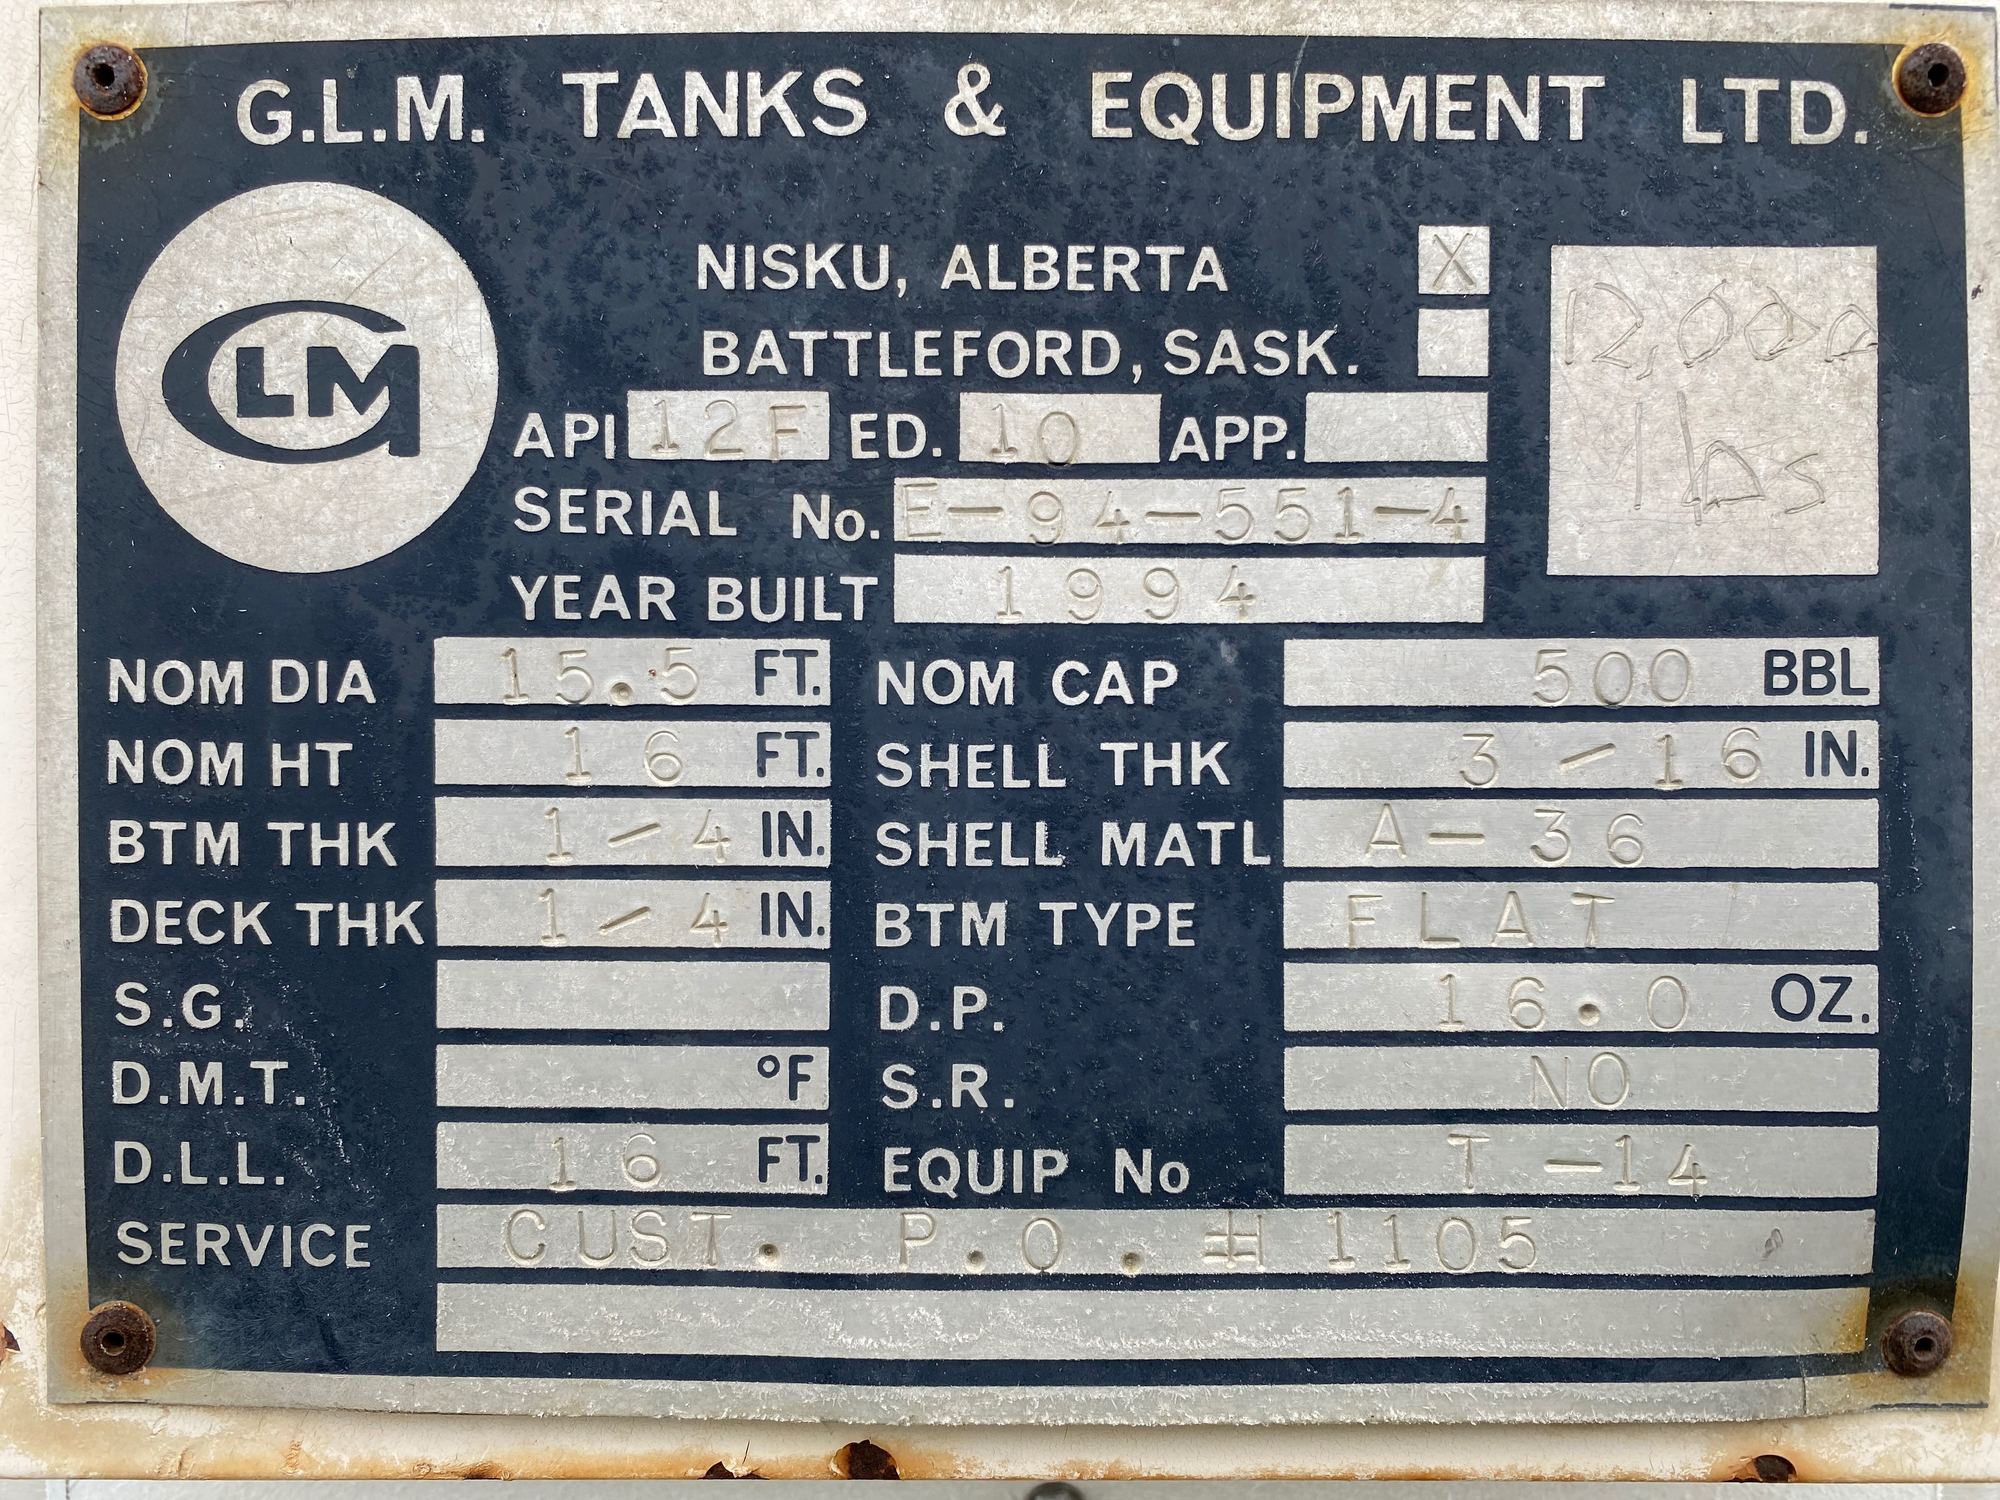 G.L.M. TANKS & EQUIPMENT LTD.
GLM
NISKU, ALBERTA X
BATTLEFORD, SASK.
12,000
lbs
API 12F ED. 10 APP.
SERIAL No. E-94-551-4
YEAR BUILT 1994
NOM DIA 15.5 FT. NOM CAP 500 BBL
NOM HT 16 FT. SHELL THK 3-16 IN.
BTM THK 1-4 IN. SHELL MATL A-36
DECK THK 1-4 IN. BTM TYPE FLAT
S.G. D.P. 16.0 OZ.
D.M.T. °F S.R. NO
D.L.L. 16 FT. EQUIP No T-14
SERVICE CUST. P.O. # 1105